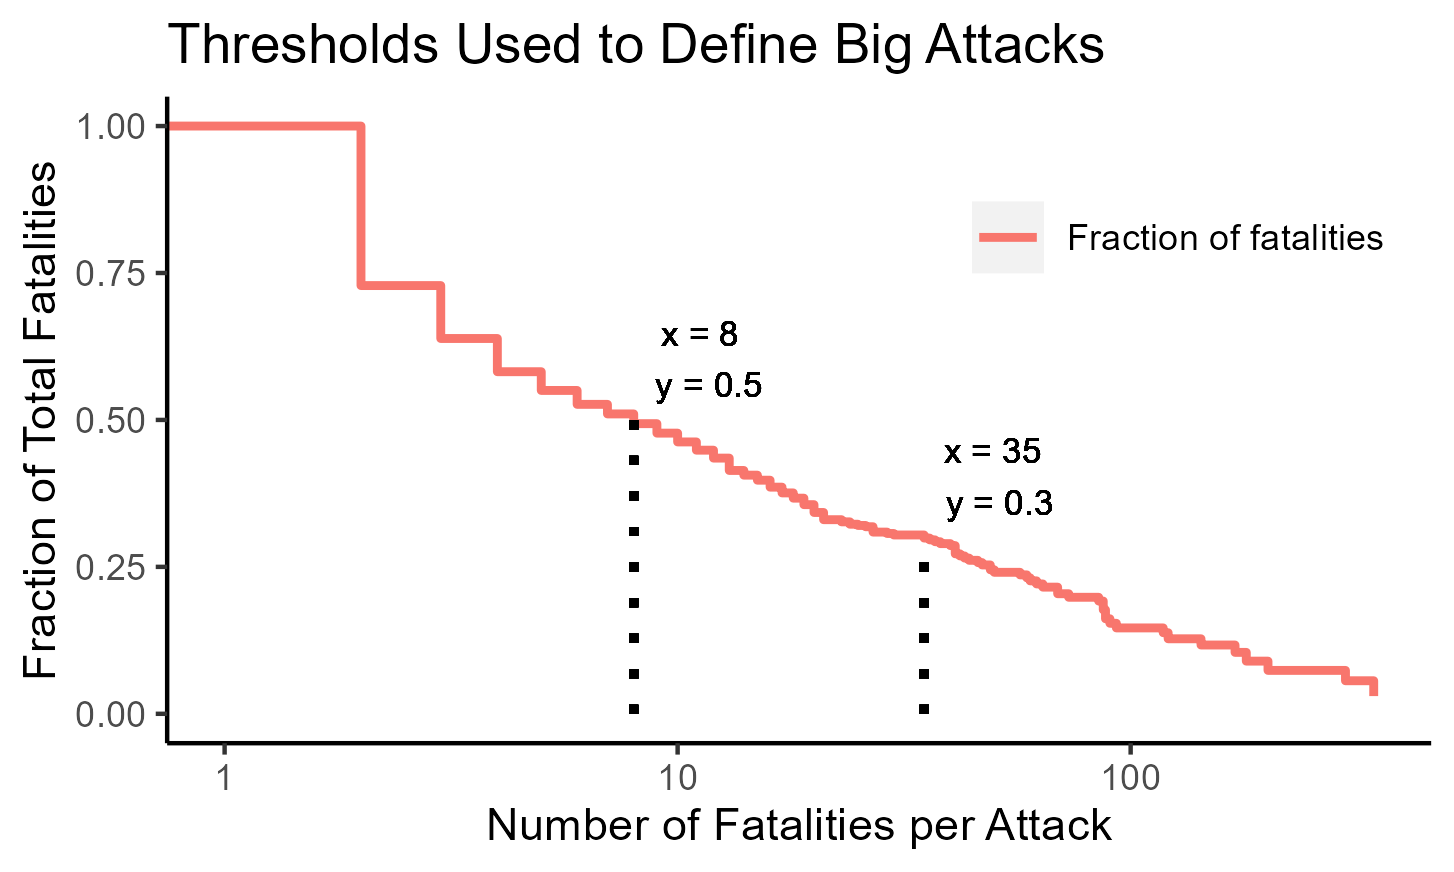 Thresholds Used to Define Big Attacks
Fraction of Total Fatalities
1.00
0.75
0.50
0.25
0.00
Fraction of fatalities
x = 8
y = 0.5
x = 35
y = 0.3
1
10
100
Number of Fatalities per Attack